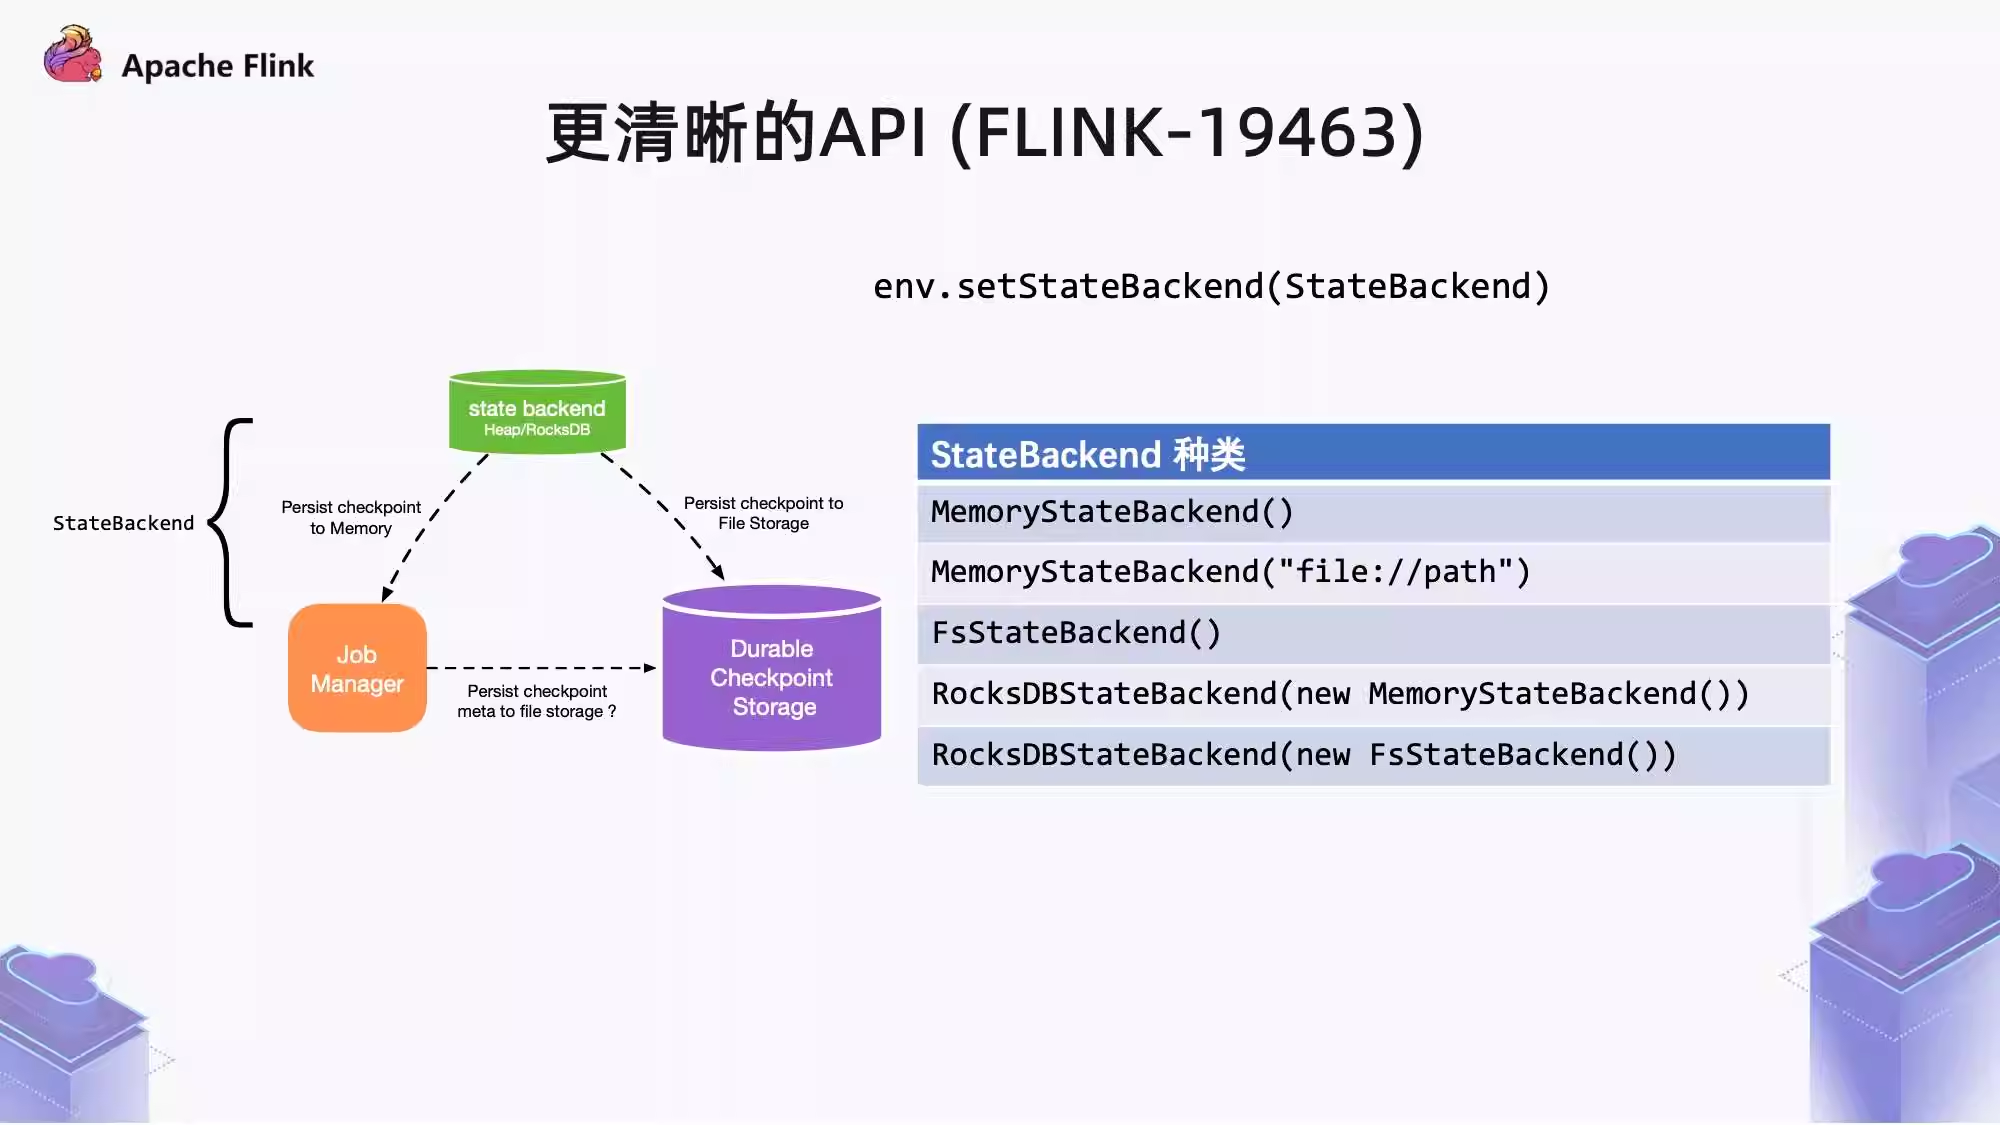 Apache Flink
更清晰的API (FLINK-19463)
env.setStateBackend(StateBackend)
state backend
Heap/RocksDB
StateBackend
Persist checkpoint
to Memory
Persist checkpoint to
File Storage
Job
Manager
Persist checkpoint
meta to file storage ?
Durable
Checkpoint
Storage
StateBackend 种类
MemoryStateBackend()
MemoryStateBackend("file://path")
FsStateBackend()
RocksDBStateBackend(new MemoryStateBackend())
RocksDBStateBackend(new FsStateBackend())